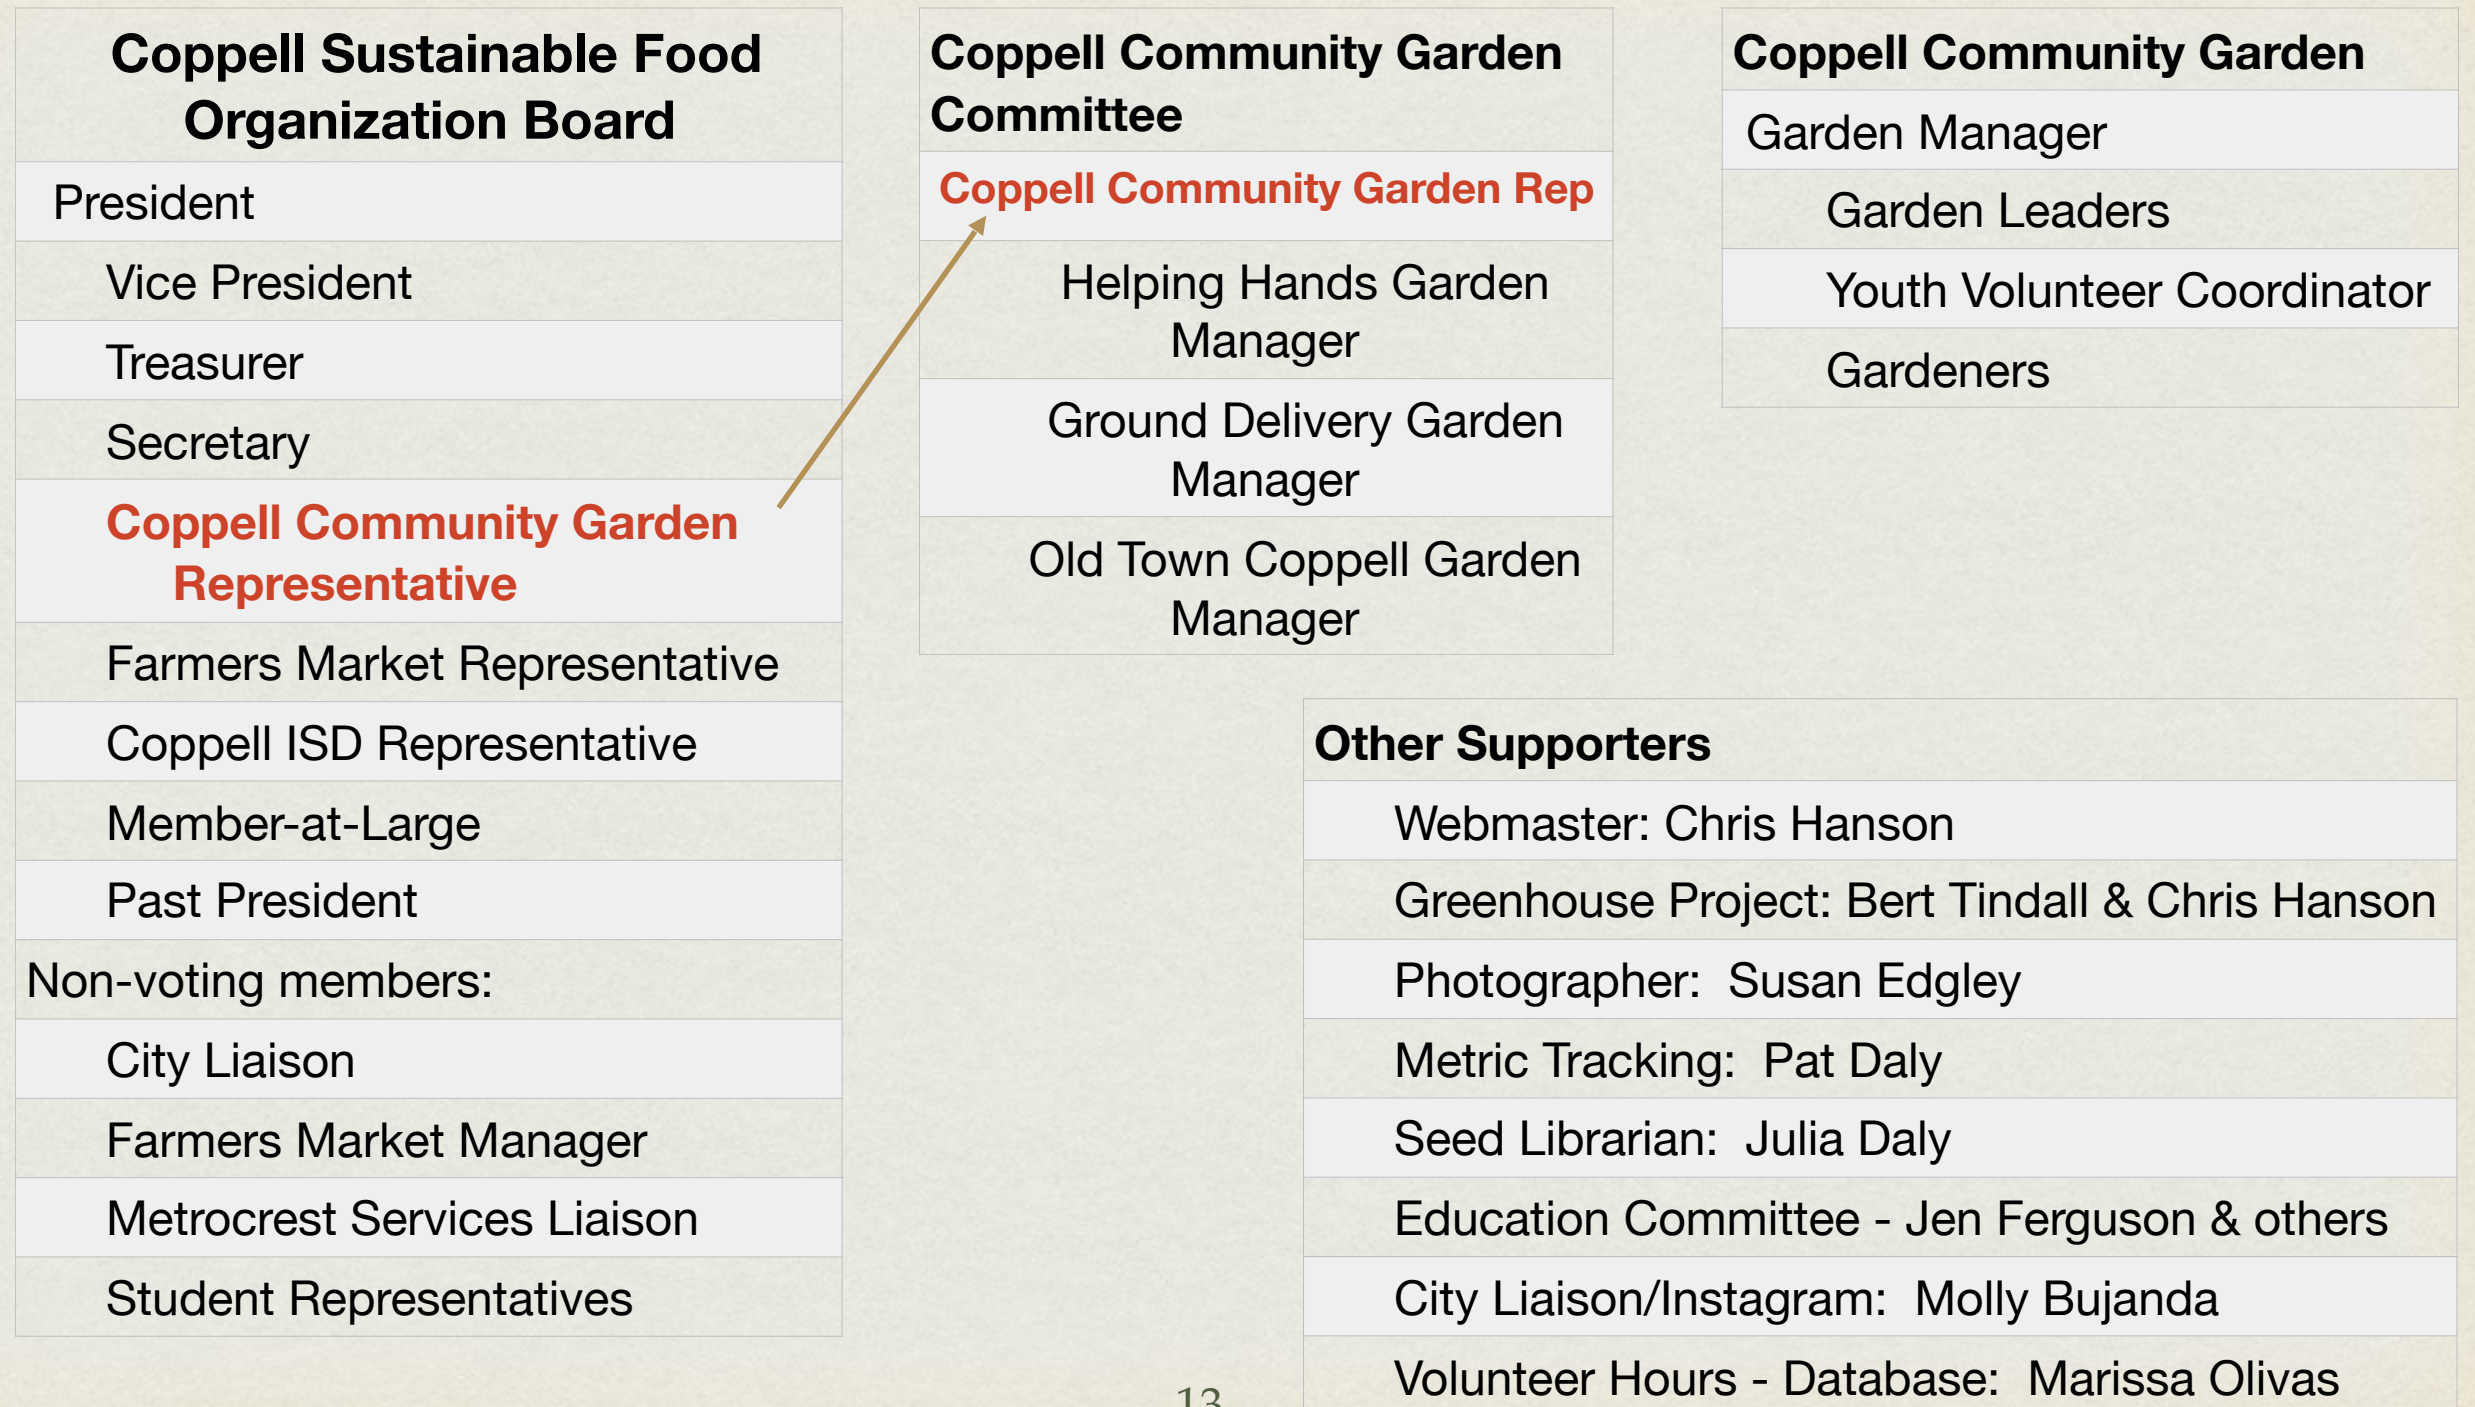 Coppell Sustainable Food
Organization Board
President
Vice President
Treasurer
Secretary
Coppell Community Garden
Representative
Farmers Market Representative
Coppell ISD Representative
Member-at-Large
Past President
Non-voting members:
City Liaison
Farmers Market Manager
Metrocrest Services Liaison
Student Representatives
Coppell Community Garden
Committee
Coppell Community Garden Rep
Helping Hands Garden
Manager
Ground Delivery Garden
Manager
Old Town Coppell Garden
Manager
Coppell Community Garden
Garden Manager
Garden Leaders
Youth Volunteer Coordinator
Gardeners
Other Supporters
Webmaster: Chris Hanson
Greenhouse Project: Bert Tindall & Chris Hanson
Photographer:  Susan Edgley
Metric Tracking:  Pat Daly
Seed Librarian:  Julia Daly
Education Committee - Jen Ferguson & others
City Liaison/Instagram:  Molly Bujanda
Volunteer Hours - Database:  Marissa Olivas
13